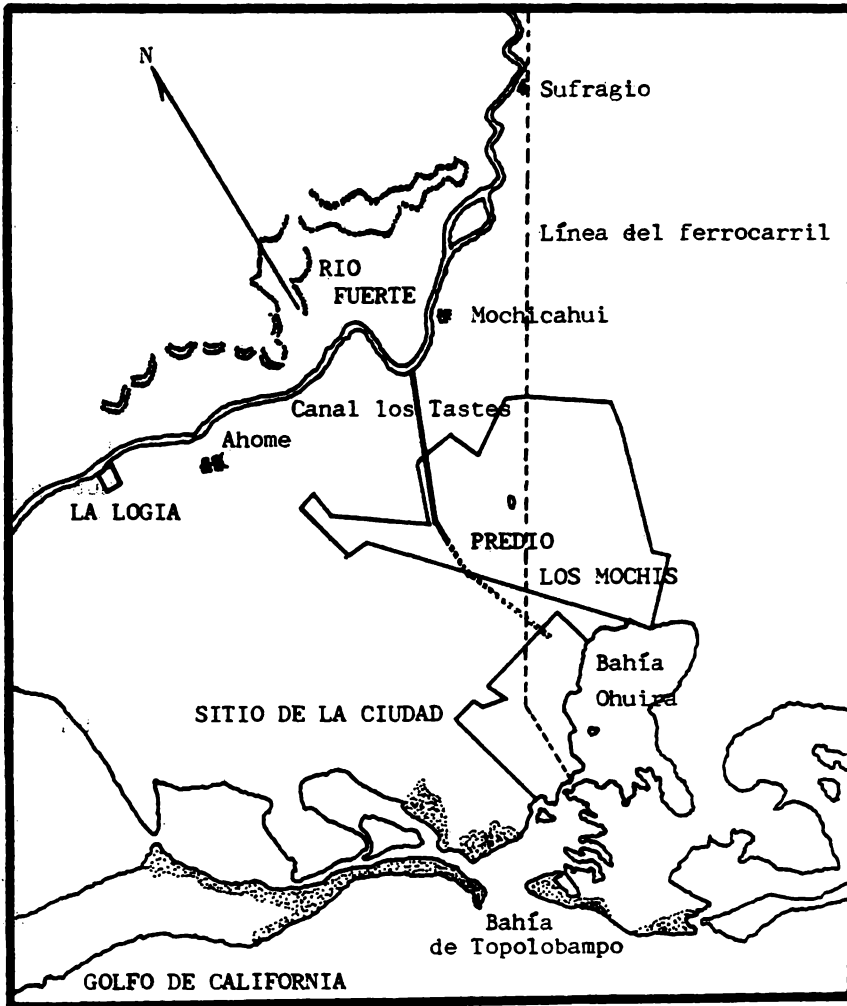 N
Sufragio
Línea del ferrocarril
RIO
FUERTE
Mochicahui
Canal los Tastes
Ahome
LA LOGIA
PREDIO
LOS MOCHIS
Bahía
Ohuira
SITIO DE LA CIUDAD
Bahía
de Topolobampo
GOLFO DE CALIFORNIA